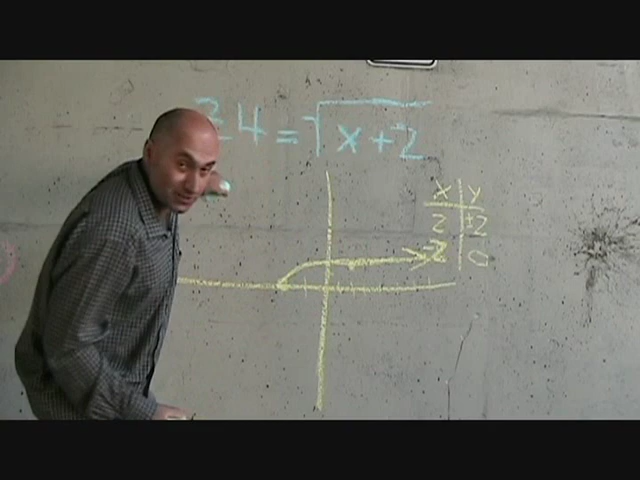 24 = √x+2
x y
2 ±2
-2 0